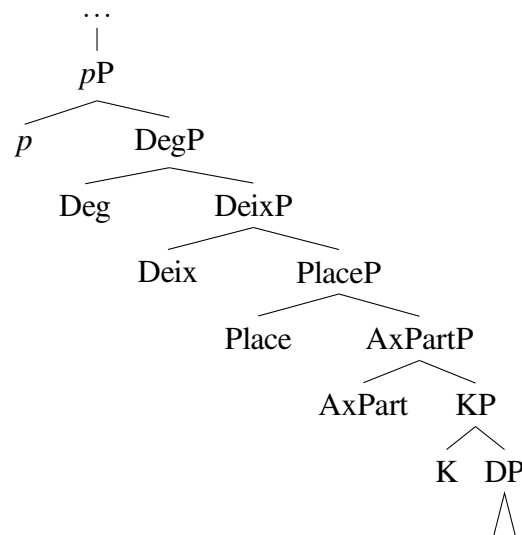 …
pP
p DegP
Deg DeixP
Deix PlaceP
Place AxPartP
AxPart KP
K DP